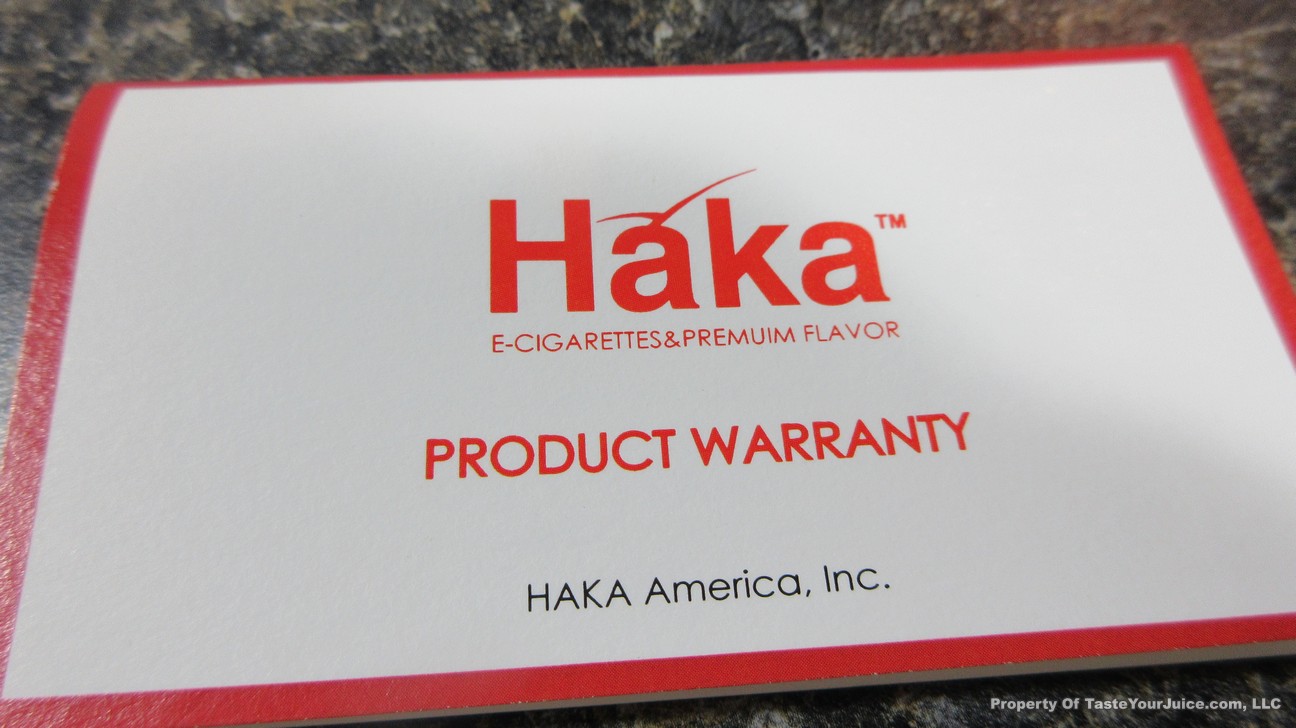 Haka™
E-CIGARETTES&PREMUIM FLAVOR
PRODUCT WARRANTY
HAKA America, Inc.
Property Of TasteYourJuice.com, LLC